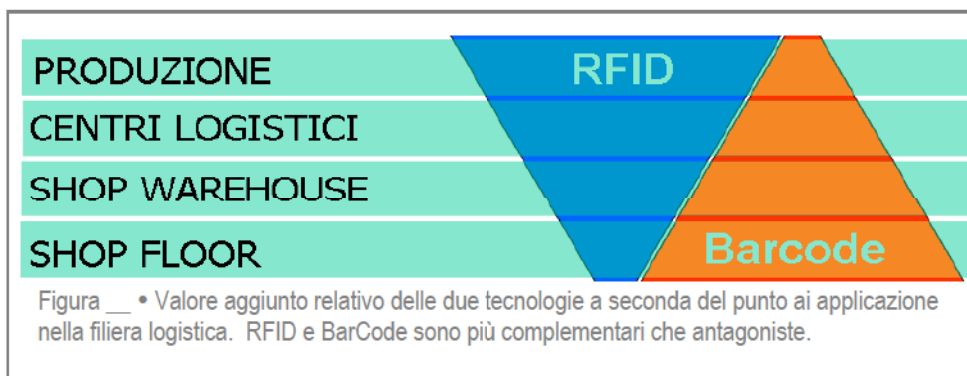 PRODUZIONE RFID
CENTRI LOGISTICI
SHOP WAREHOUSE
SHOP FLOOR Barcode
Figura __ • Valore aggiunto relativo delle due tecnologie a seconda del punto ai applicazione
nella filiera logistica. RFID e BarCode sono più complementari che antagoniste.